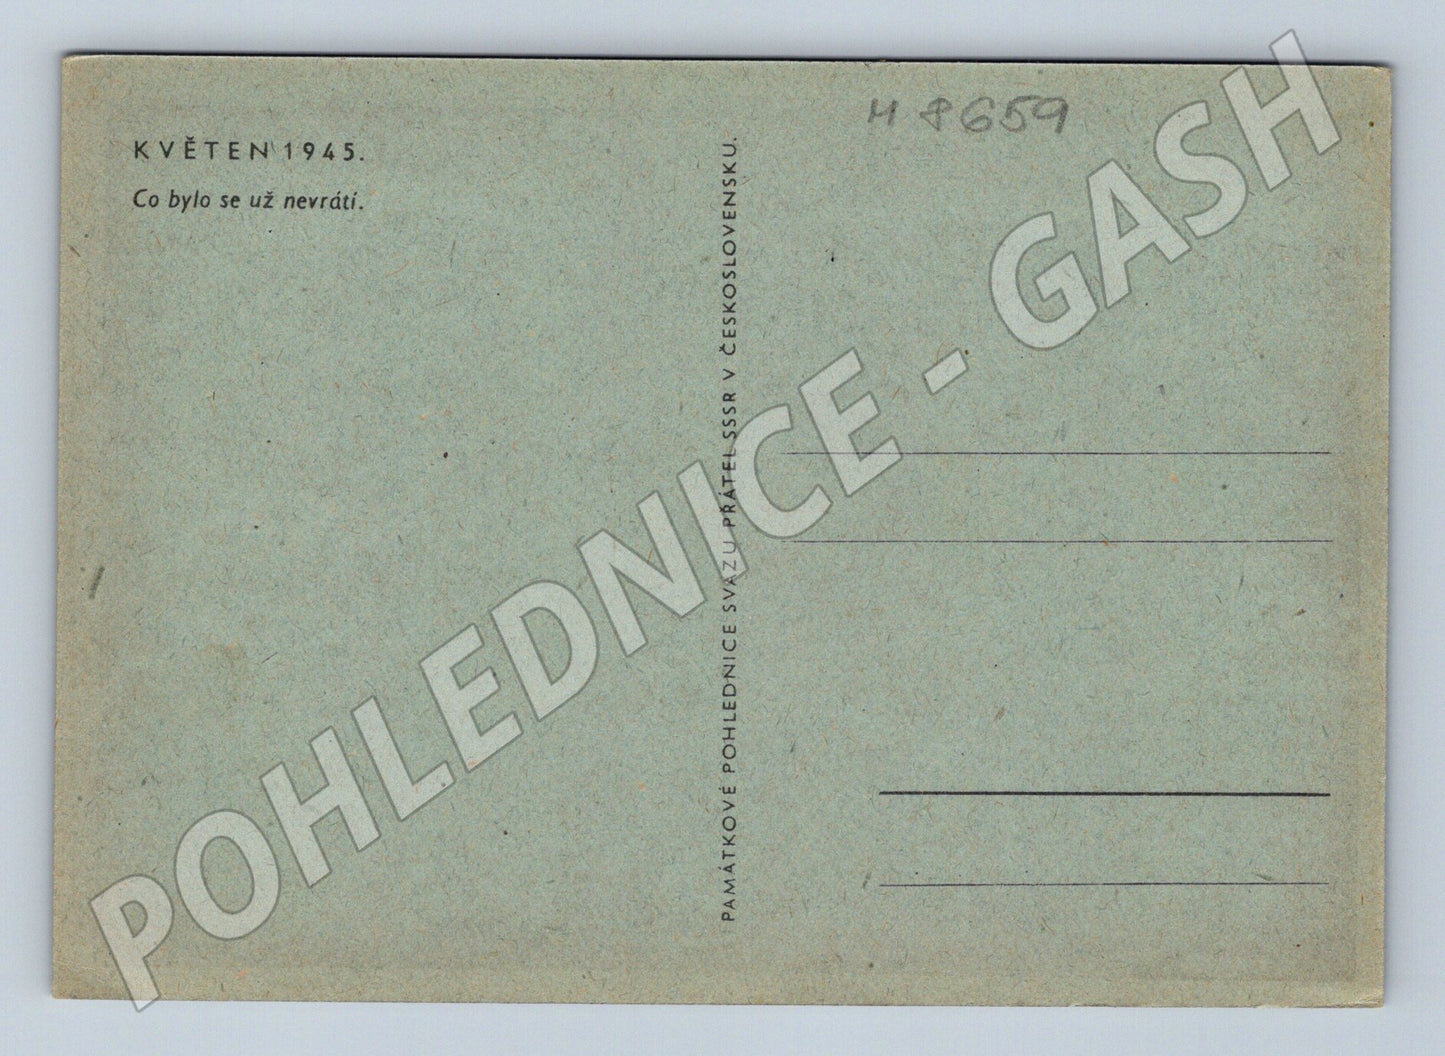 KVĚTEN 1945.
Co bylo se už nevrátí.
PAMÁTKOVÉ POHLEDNICE SVAZU PŘÁTEL SSSR V ČESKOSLOVENSKU.
M 8659
POHLEDNICE - GASH